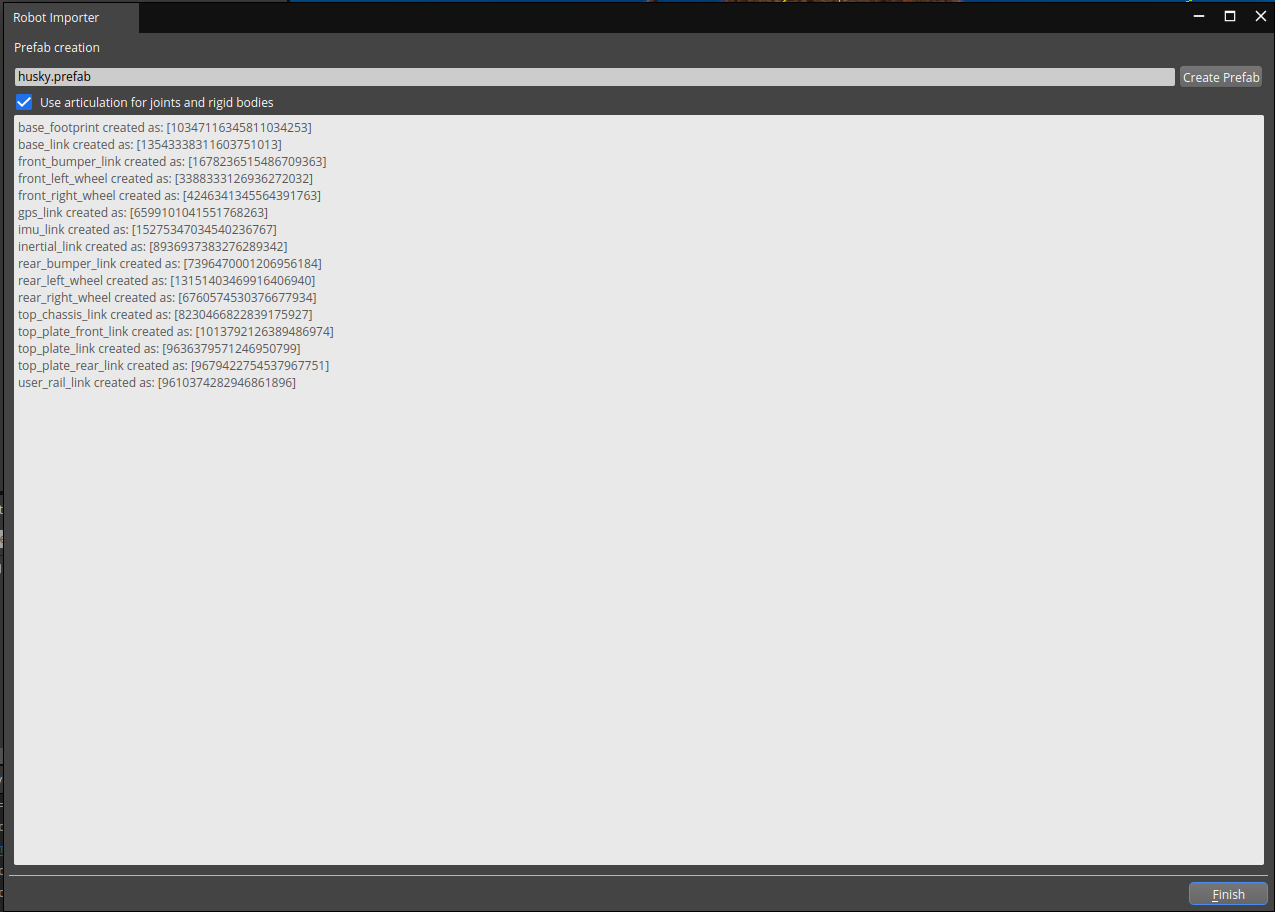 Robot Importer
Prefab creation
husky.prefab
Create Prefab
Use articulation for joints and rigid bodies
base_footprint created as: [10347116345811034253]
base_link created as: [13543338311603751013]
front_bumper_link created as: [1678236515486709363]
front_left_wheel created as: [3388333126936272032]
front_right_wheel created as: [4246341345564391763]
gps_link created as: [6599101041551768263]
imu_link created as: [15275347034540236767]
inertial_link created as: [8936937383276289342]
rear_bumper_link created as: [7396470001206956184]
rear_left_wheel created as: [13151403469916406940]
rear_right_wheel created as: [6760574530376677934]
top_chassis_link created as: [8230466822839175927]
top_plate_front_link created as: [1013792126389486974]
top_plate_link created as: [9636379571246950799]
top_plate_rear_link created as: [9679422754537967751]
user_rail_link created as: [9610374282946861896]
Finish